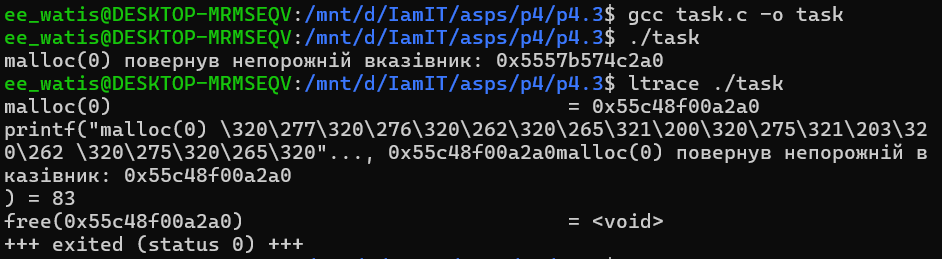 ee_watis@DESKTOP-MRMSEQV:/mnt/d/IamIT/asps/p4/p4.3$ gcc task.c -o task
ee_watis@DESKTOP-MRMSEQV:/mnt/d/IamIT/asps/p4/p4.3$ ./task
malloc(0) повернув непорожній вказівник: 0x5557b574c2a0
ee_watis@DESKTOP-MRMSEQV:/mnt/d/IamIT/asps/p4/p4.3$ ltrace ./task
malloc(0) = 0x55c48f00a2a0
printf("malloc(0) \320\277\320\276\320\262\320\265\321\200\320\275\321\203\32
0\262 \320\275\320\265\320"..., 0x55c48f00a2a0malloc(0) повернув непорожній в
казівник: 0x55c48f00a2a0
) = 83
free(0x55c48f00a2a0) = <void>
+++ exited (status 0) +++